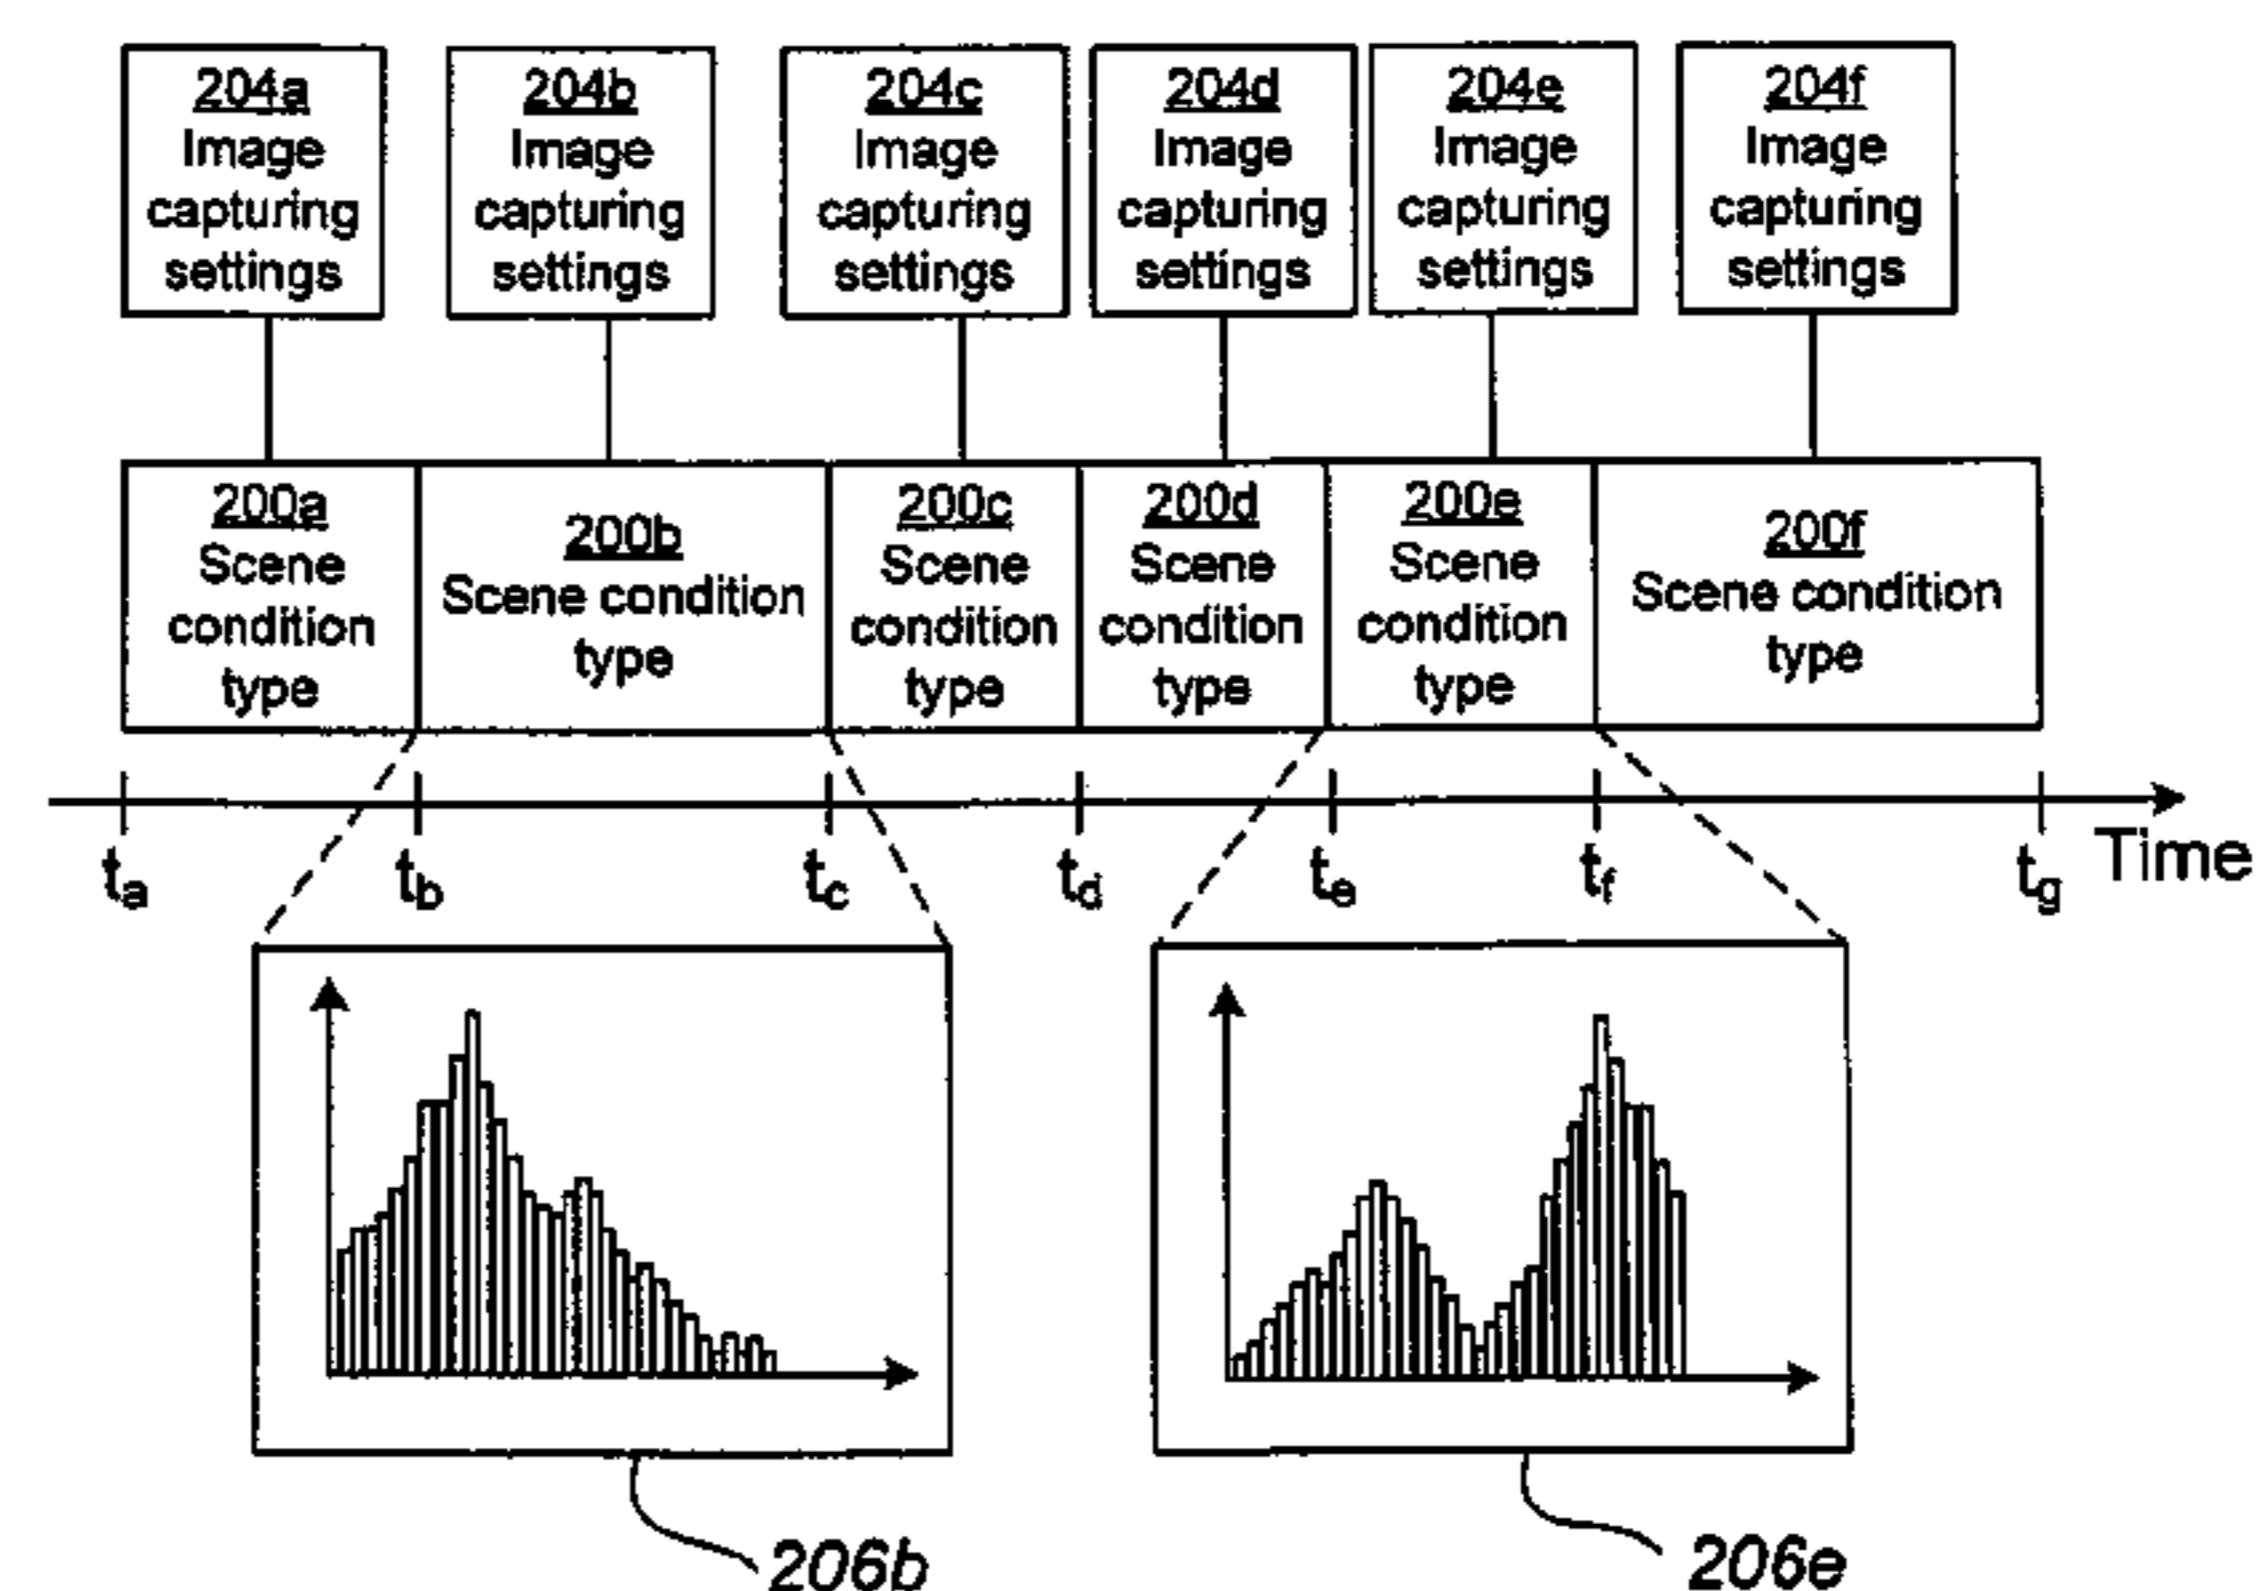 204a
Image
capturing
settings
204b
Image
capturing
settings
204c
Image
capturing
settings
204d
Image
capturing
settings
204e
Image
capturing
settings
204f
Image
capturing
settings
200a
Scene
condition
type
200b
Scene condition
type
200c
Scene
condition
type
200d
Scene
condition
type
200e
Scene
condition
type
200f
Scene condition
type
ta
tb
tc
td
te
tf
tg
Time
206b
206e